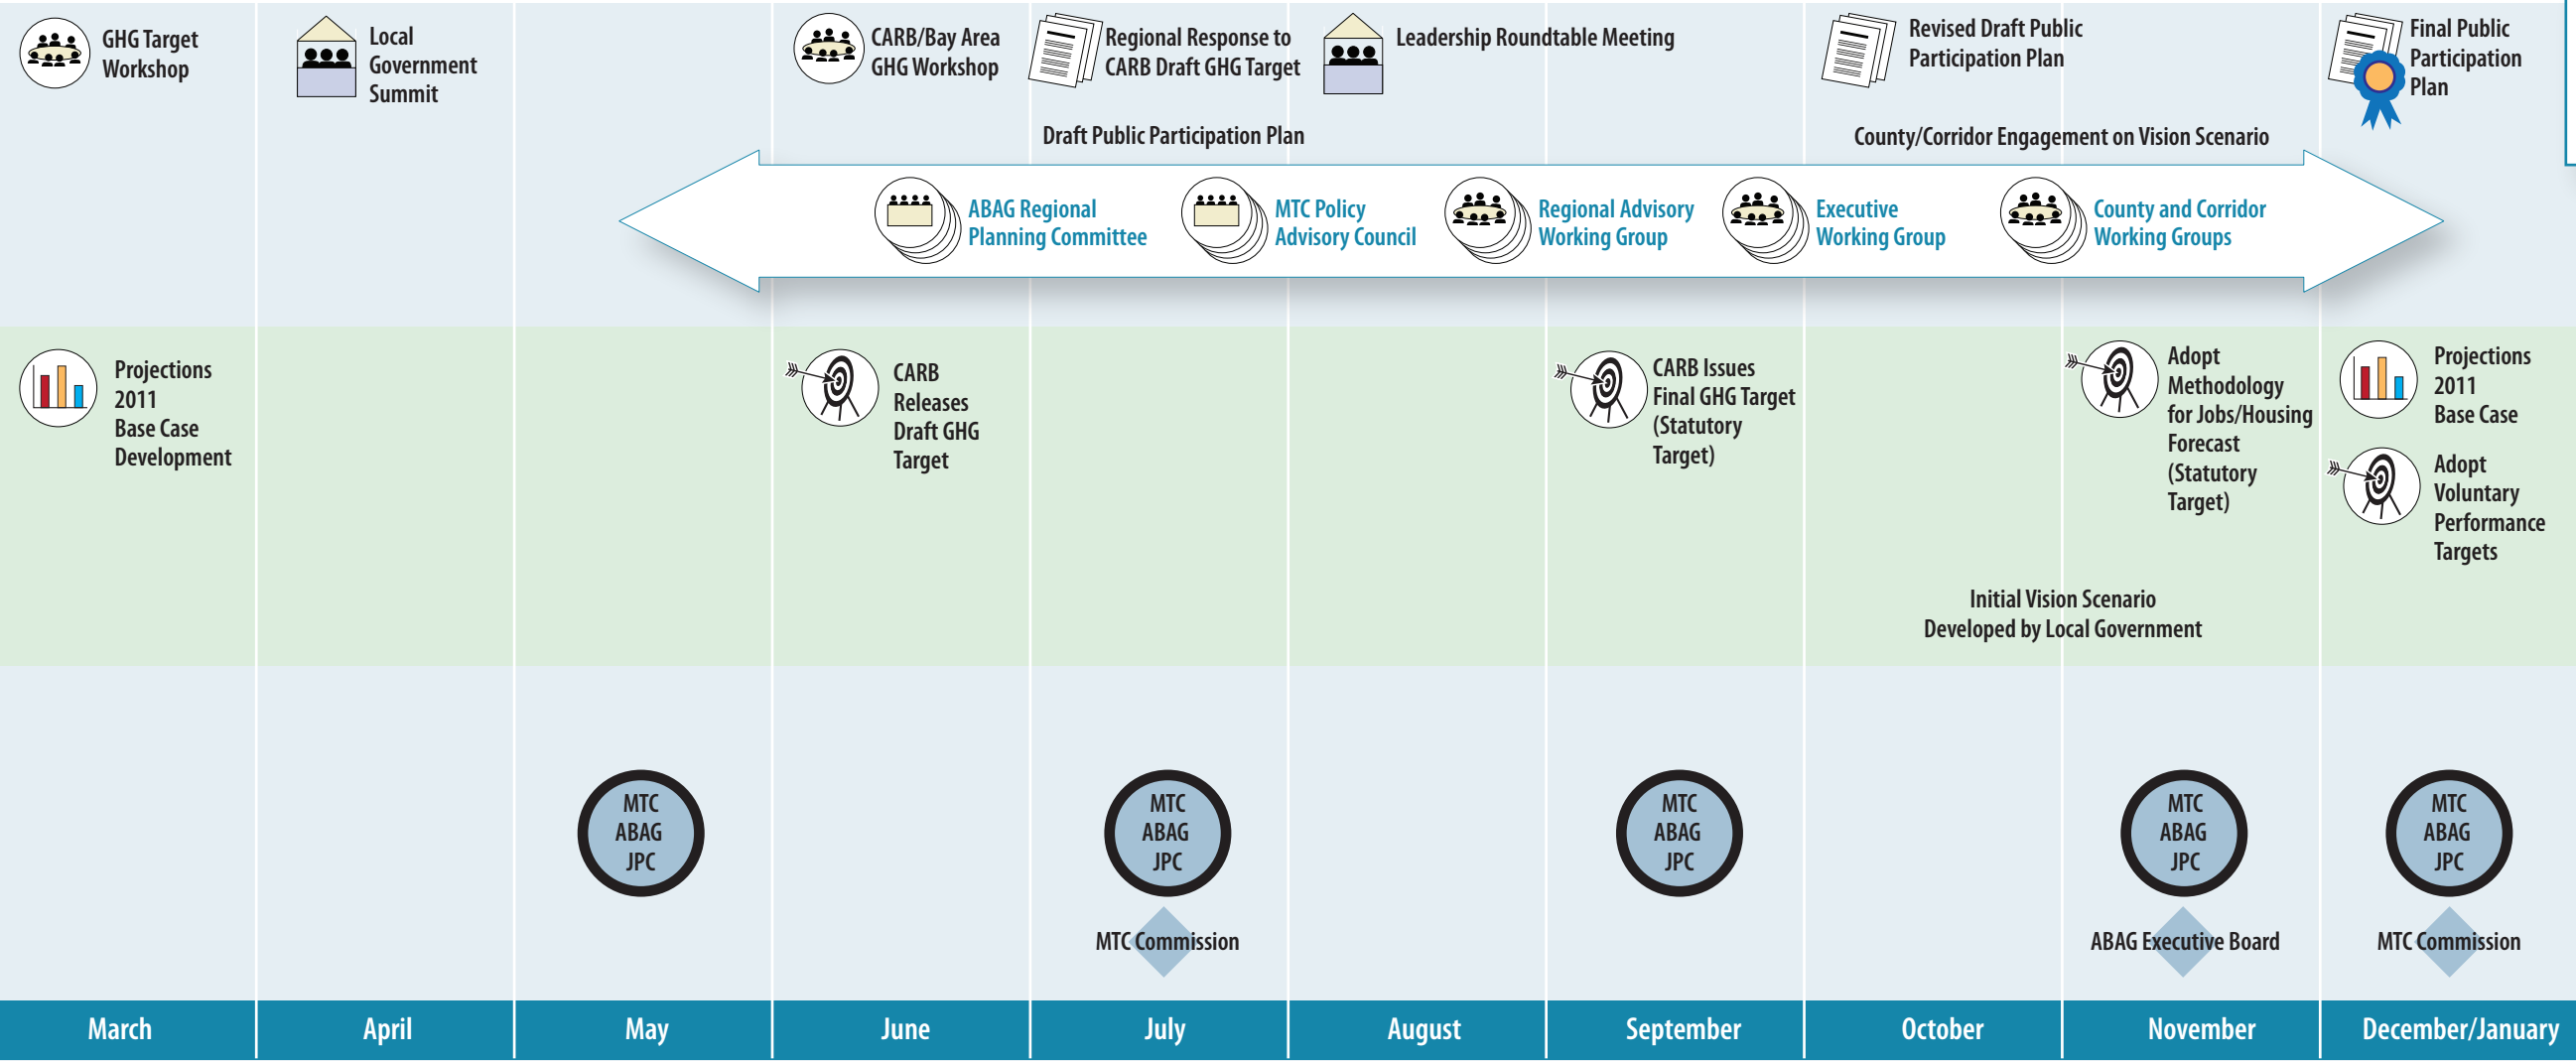 GHG Target
Workshop
Local
Government
Summit
CARB/Bay Area
GHG Workshop
Regional Response to
CARB Draft GHG Target
Leadership Roundtable Meeting
Revised Draft Public
Participation Plan
Final Public
Participation
Plan
Draft Public Participation Plan
County/Corridor Engagement on Vision Scenario
ABAG Regional
Planning Committee
MTC Policy
Advisory Council
Regional Advisory
Working Group
Executive
Working Group
County and Corridor
Working Groups
Projections
2011
Base Case
Development
CARB
Releases
Draft GHG
Target
CARB Issues
Final GHG Target
(Statutory
Target)
Adopt
Methodology
for Jobs/Housing
Forecast
(Statutory
Target)
Projections
2011
Base Case
Adopt
Voluntary
Performance
Targets
Initial Vision Scenario
Developed by Local Government
MTC
ABAG
JPC
MTC
ABAG
JPC
MTC
ABAG
JPC
MTC
ABAG
JPC
MTC
ABAG
JPC
MTC Commission
ABAG Executive Board
MTC Commission
March
April
May
June
July
August
September
October
November
December/January